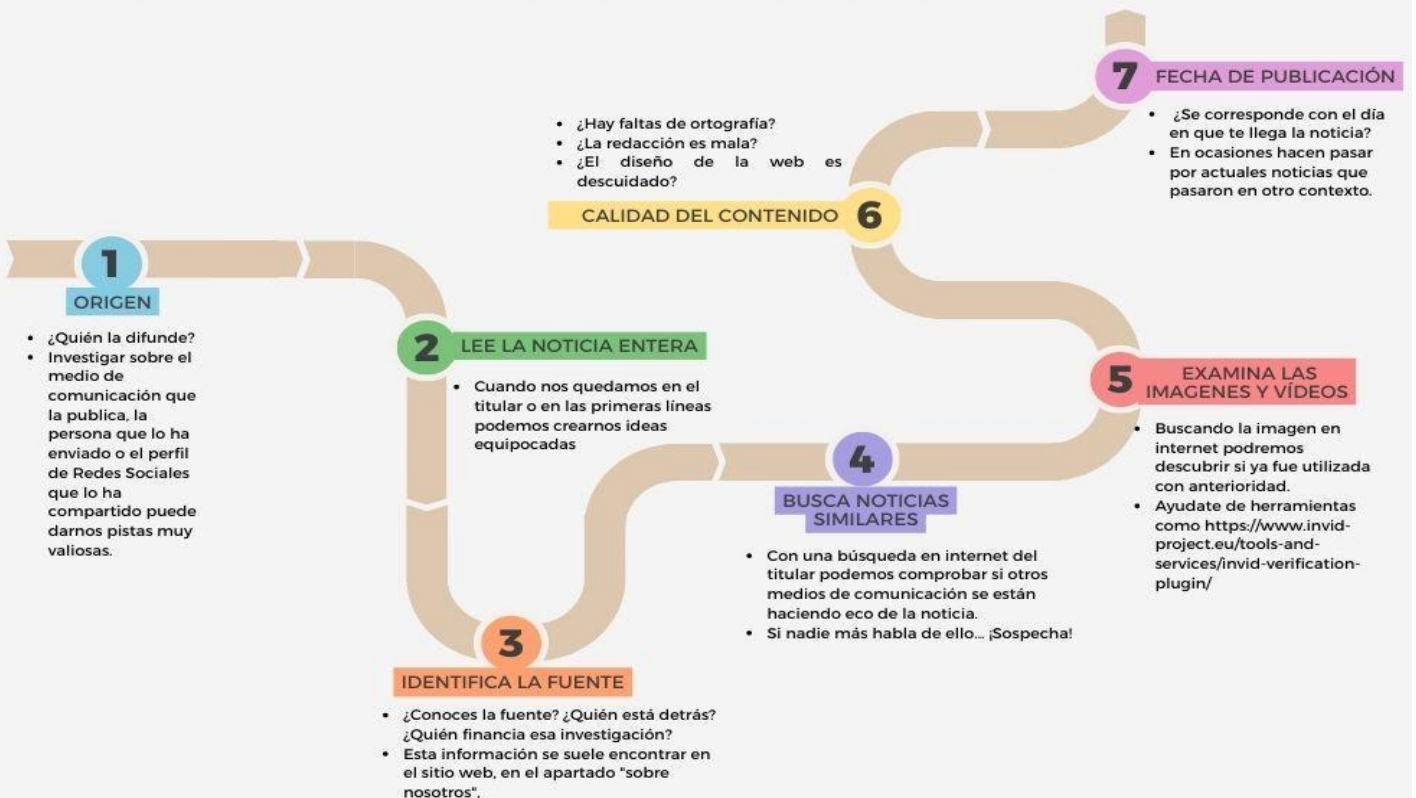 1
ORIGEN
• ¿Quién la difunde?
• Investigar sobre el
medio de
comunicación que
la publica, la
persona que lo ha
enviado o el perfil
de Redes Sociales
que lo ha
compartido puede
darnos pistas muy
valiosas.
2
LEE LA NOTICIA ENTERA
• Cuando nos quedamos en el
titular o en las primeras líneas
podemos crearnos ideas
equipocadas
3
IDENTIFICA LA FUENTE
• ¿Conoces la fuente? ¿Quién está detrás?
¿Quién financia esa investigación?
• Esta información se suele encontrar en
el sitio web, en el apartado "sobre
nosotros".
4
BUSCA NOTICIAS
SIMILARES
• Con una búsqueda en internet del
titular podemos comprobar si otros
medios de comunicación se están
haciendo eco de la noticia.
• Si nadie más habla de ello... ¡Sospecha!
5
EXAMINA LAS
IMAGENES Y VÍDEOS
• Buscando la imagen en
internet podremos
descubrir si ya fue utilizada
con anterioridad.
• Ayudate de herramientas
como https://www.invid-
project.eu/tools-and-
services/invid-verification-
plugin/
• ¿Hay faltas de ortografía?
• ¿La redacción es mala?
• ¿El diseño de la web es
descuidado?
CALIDAD DEL CONTENIDO 6
7 FECHA DE PUBLICACIÓN
• ¿Se corresponde con el día
en que te llega la noticia?
• En ocasiones hacen pasar
por actuales noticias que
pasaron en otro contexto.